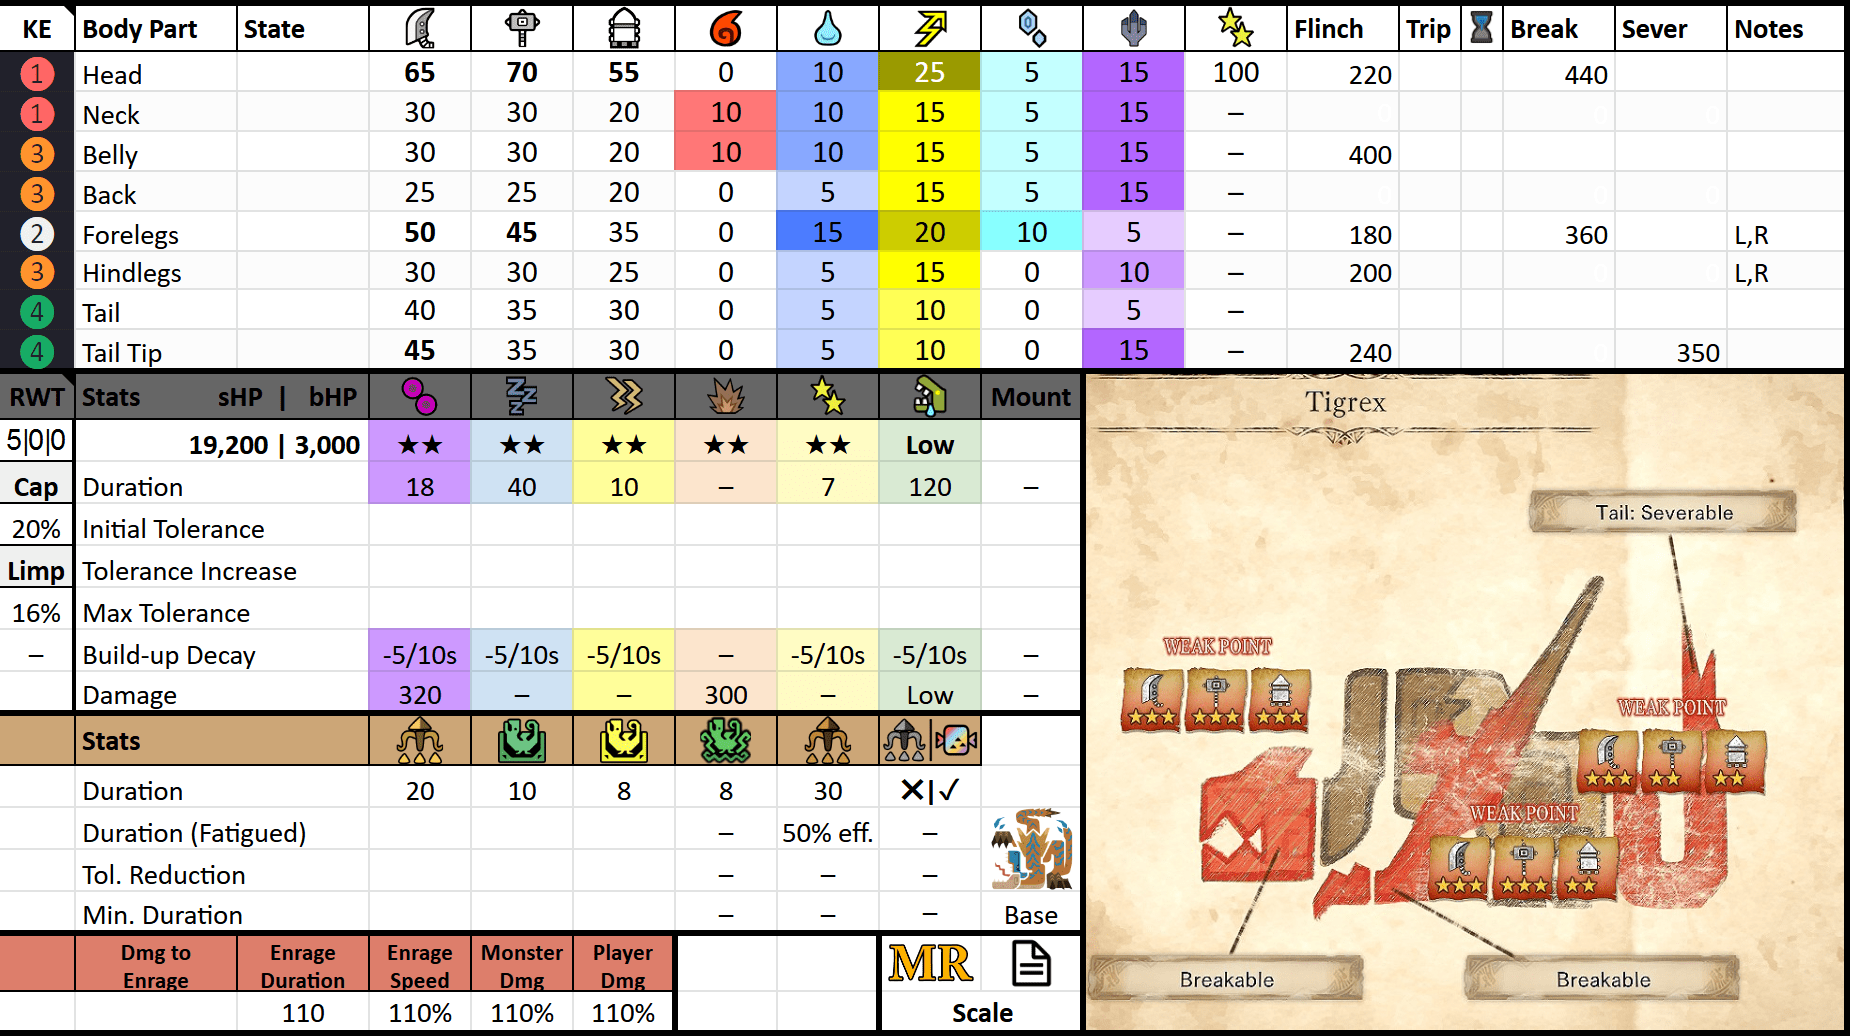 KE Body Part State Flinch Trip Break Sever Notes
1 Head 65 70 55 0 10 25 5 15 100 220 440
1 Neck 30 30 20 10 10 15 5 15 –
3 Belly 30 30 20 10 10 15 5 15 – 400
3 Back 25 25 20 0 5 15 5 15 –
2 Forelegs 50 45 35 0 15 20 10 5 – 180 360 L,R
3 Hindlegs 30 30 25 0 5 15 0 10 – 200 L,R
4 Tail 40 35 30 0 5 10 0 5 –
4 Tail Tip 45 35 30 0 5 10 0 15 – 240 350
RWT Stats sHP | bHP Mount
5|0|0 19,200 | 3,000 ★★ ★★ ★★ ★★ ★★ Low
Cap Duration 18 40 10 – 7 120 –
20% Initial Tolerance
Limp Tolerance Increase
16% Max Tolerance
– Build-up Decay -5/10s -5/10s -5/10s – -5/10s -5/10s –
Damage 320 – – 300 – Low –
Stats
Duration 20 10 8 8 30 ✕|✓
Duration (Fatigued) – 50% eff. –
Tol. Reduction – – –
Min. Duration – – – Base
Dmg to Enrage
Enrage Duration
Enrage Speed
Monster Dmg
Player Dmg
MR
110 110% 110% 110% Scale
Tigrex
Tail: Severable
WEAK POINT
WEAK POINT
WEAK POINT
Breakable
Breakable